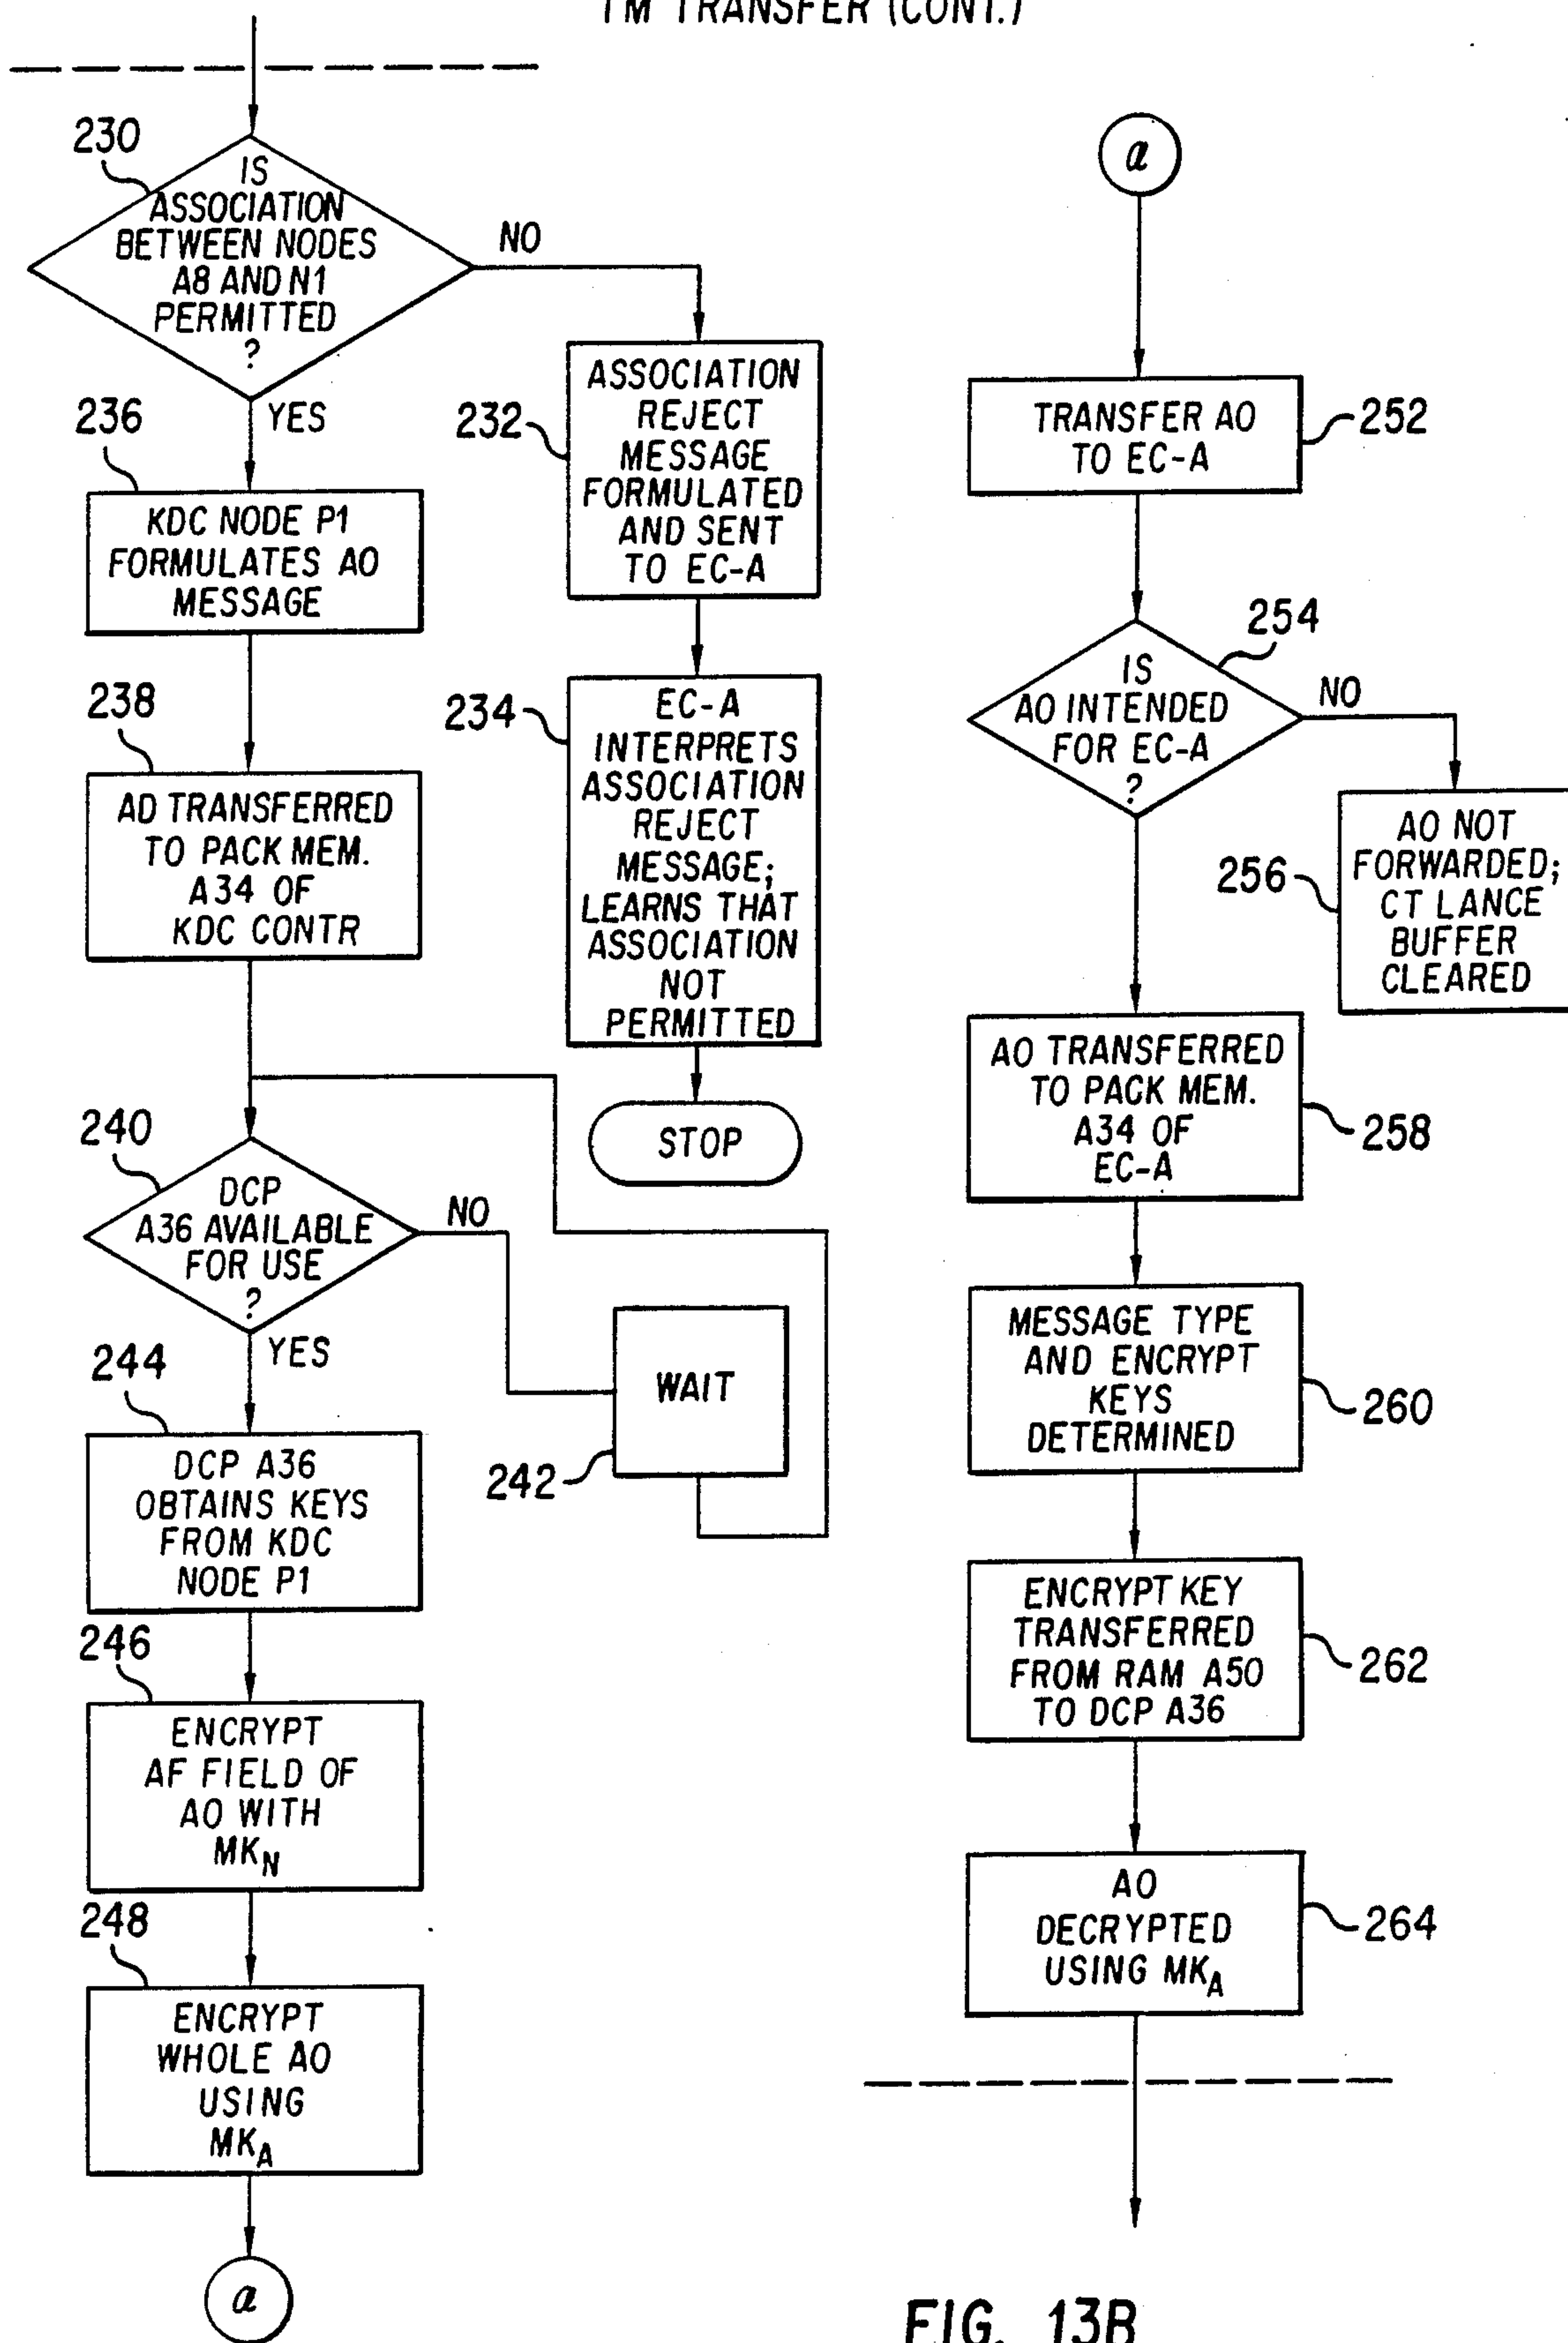 TM TRANSFER (CONT.)
230
IS
ASSOCIATION
BETWEEN NODES
A8 AND N1
PERMITTED
?
NO
YES
232
ASSOCIATION
REJECT
MESSAGE
FORMULATED
AND SENT
TO EC-A
234
EC-A
INTERPRETS
ASSOCIATION
REJECT
MESSAGE;
LEARNS THAT
ASSOCIATION
NOT
PERMITTED
STOP
236
KDC NODE P1
FORMULATES AO
MESSAGE
238
AD TRANSFERRED
TO PACK MEM.
A34 OF
KDC CONTR
240
DCP
A36 AVAILABLE
FOR USE
?
NO
YES
WAIT
242
244
DCP A36
OBTAINS KEYS
FROM KDC
NODE P1
246
ENCRYPT
AF FIELD OF
AO WITH
MKN
248
ENCRYPT
WHOLE AO
USING
MKA
a
a
TRANSFER AO
TO EC-A
252
254
IS
AO INTENDED
FOR EC-A
?
NO
256
AO NOT
FORWARDED;
CT LANCE
BUFFER
CLEARED
AO TRANSFERRED
TO PACK MEM.
A34 OF
EC-A
258
MESSAGE TYPE
AND ENCRYPT
KEYS
DETERMINED
260
ENCRYPT KEY
TRANSFERRED
FROM RAM A50
TO DCP A36
262
AO
DECRYPTED
USING MKA
264
FIG. 13B